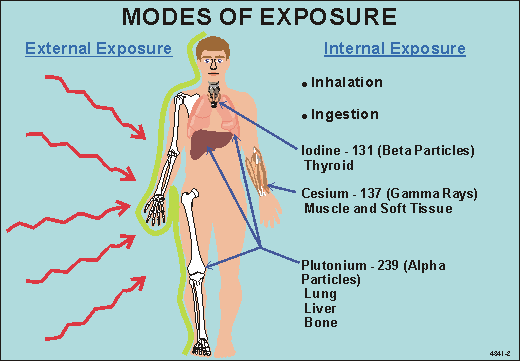 MODES OF EXPOSURE
External Exposure
Internal Exposure
• Inhalation
• Ingestion
Iodine - 131 (Beta Particles)
Thyroid
Cesium - 137 (Gamma Rays)
Muscle and Soft Tissue
Plutonium - 239 (Alpha
Particles)
Lung
Liver
Bone
4841-2